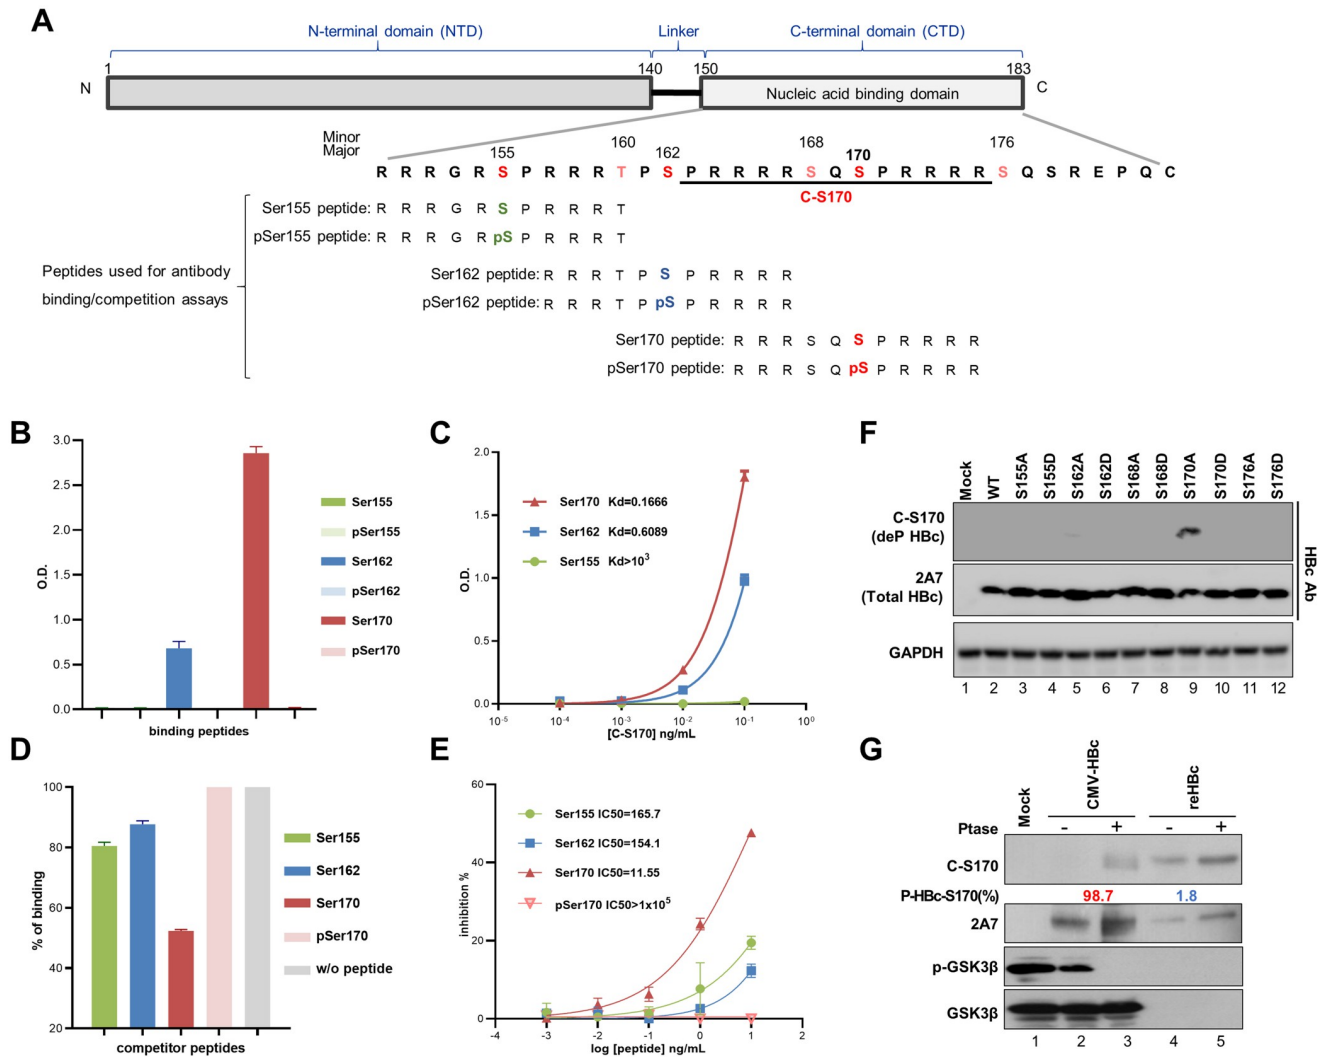 A
N-terminal domain (NTD) Linker C-terminal domain (CTD)
1 140 150 183
N Nucleic acid binding domain C
Minor 160 168 176
Major 155 162 170
R R R G R S P R R R T P S P R R R R S Q S P R R R R S Q S R E P Q C
C-S170
Ser155 peptide: R R R G R S P R R R T
pSer155 peptide: R R R G R pS P R R R T
Peptides used for antibody
binding/competition assays
Ser162 peptide: R R R T P S P R R R R
pSer162 peptide: R R R T P pS P R R R R
Ser170 peptide: R R R S Q S P R R R R
pSer170 peptide: R R R S Q pS P R R R R
B
O.D.
3.0
2.5
2.0
1.5
1.0
0.5
0.0
binding peptides
Ser155
pSer155
Ser162
pSer162
Ser170
pSer170
C
O.D.
2.0
1.5
1.0
0.5
0.0
Ser170 Kd=0.1666
Ser162 Kd=0.6089
Ser155 Kd>10³
10⁻⁵ 10⁻⁴ 10⁻³ 10⁻² 10⁻¹ 10⁰
[C-S170] ng/mL
D
% of binding
100
80
60
40
20
competitor peptides
Ser155
Ser162
Ser170
pSer170
w/o peptide
E
inhibition %
60
40
20
0
Ser155 IC50=165.7
Ser162 IC50=154.1
Ser170 IC50=11.55
pSer170 IC50>1x10⁵
-4 -3 -2 -1 0 1 2
log [peptide] ng/mL
F
Mock WT S155A S155D S162A S162D S168A S168D S170A S170D S176A S176D
C-S170
(deP HBc)
2A7
(Total HBc)
HBc Ab
GAPDH
1 2 3 4 5 6 7 8 9 10 11 12
G
Mock CMV-HBc reHBc
Ptase - + - +
C-S170
P-HBc-S170(%) 98.7 1.8
2A7
p-GSK3β
GSK3β
1 2 3 4 5